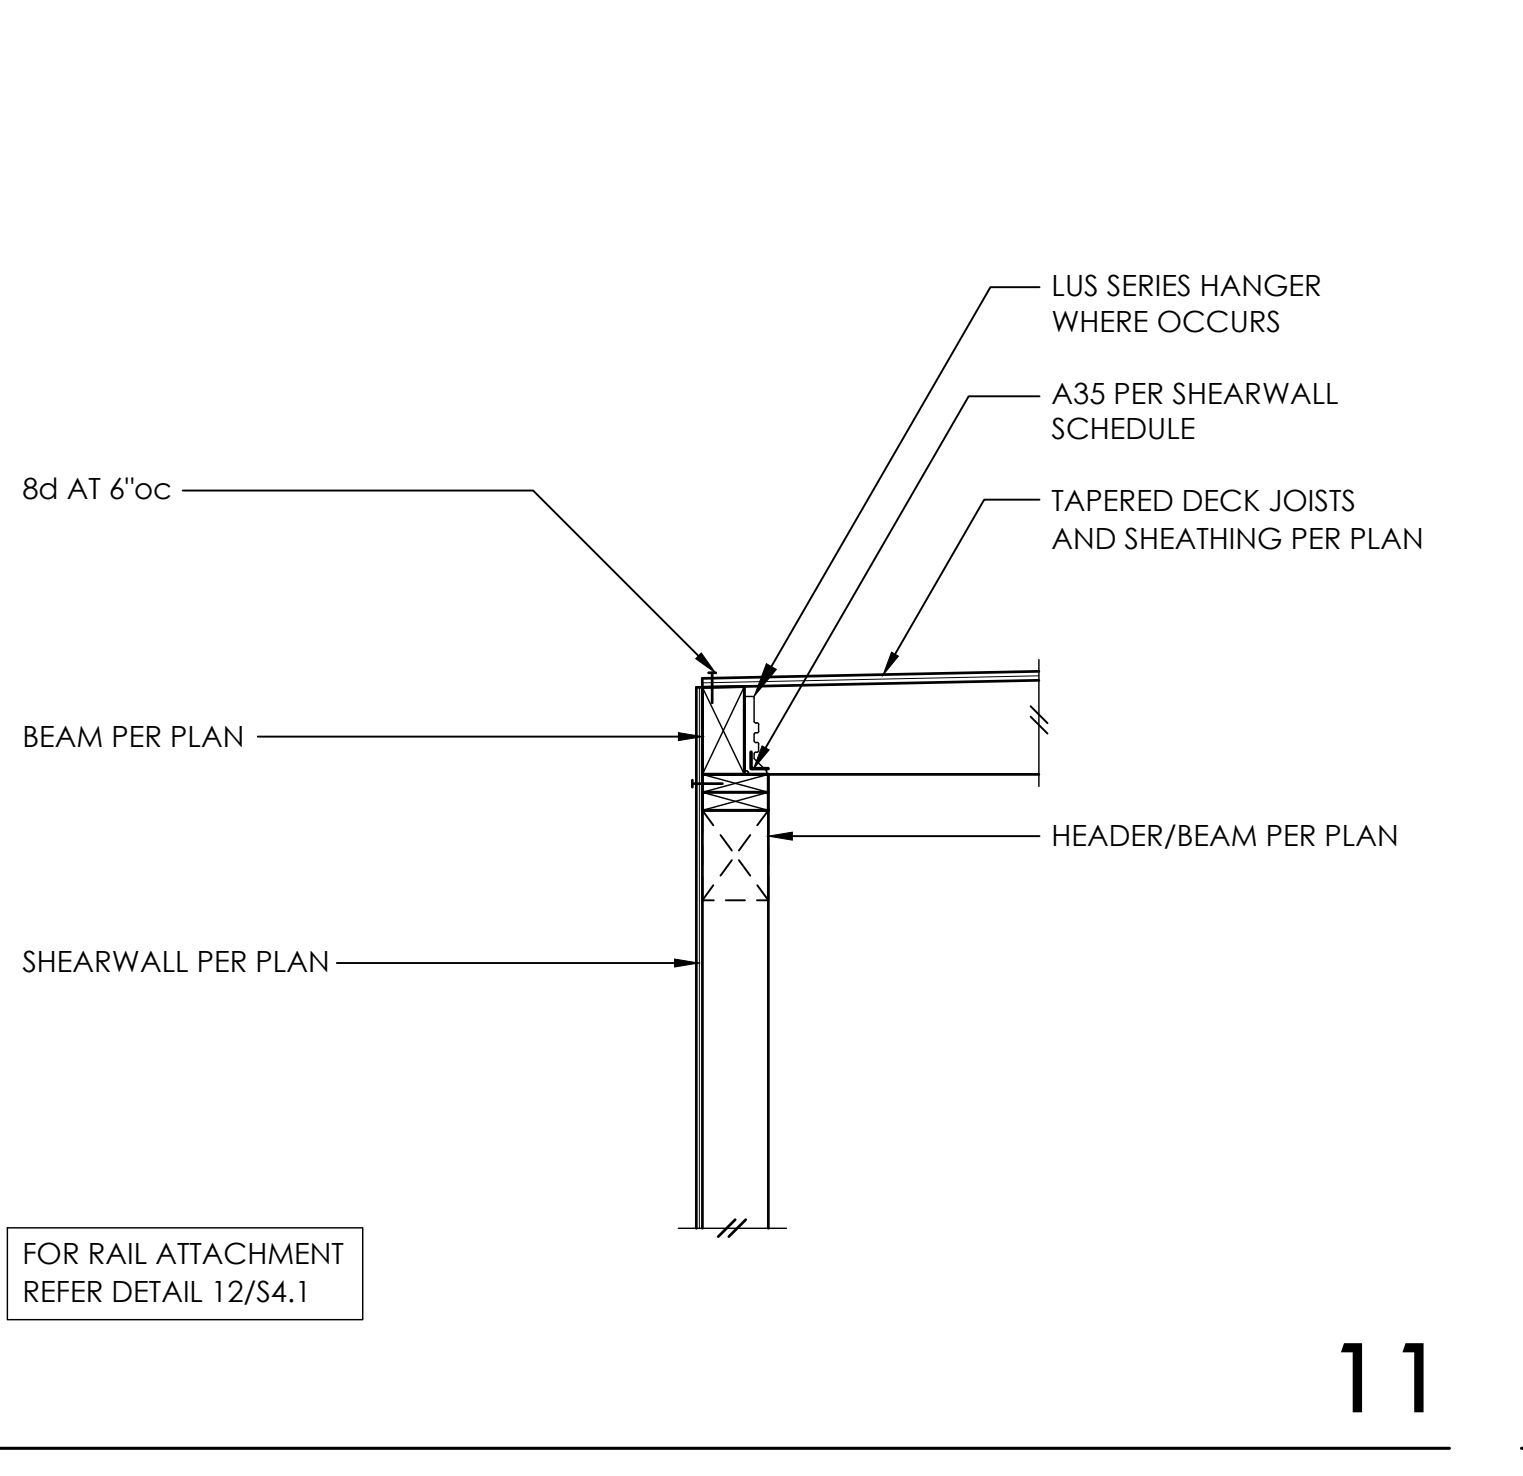 LUS SERIES HANGER
WHERE OCCURS
A35 PER SHEARWALL
SCHEDULE
8d AT 6"oc
TAPERED DECK JOISTS
AND SHEATHING PER PLAN
BEAM PER PLAN
HEADER/BEAM PER PLAN
SHEARWALL PER PLAN
FOR RAIL ATTACHMENT
REFER DETAIL 12/S4.1
11